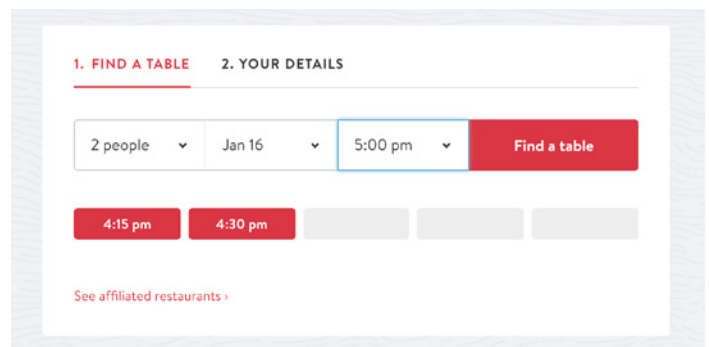 1. FIND A TABLE 2. YOUR DETAILS
2 people Jan 16 5:00 pm Find a table
4:15 pm 4:30 pm
See affiliated restaurants ›